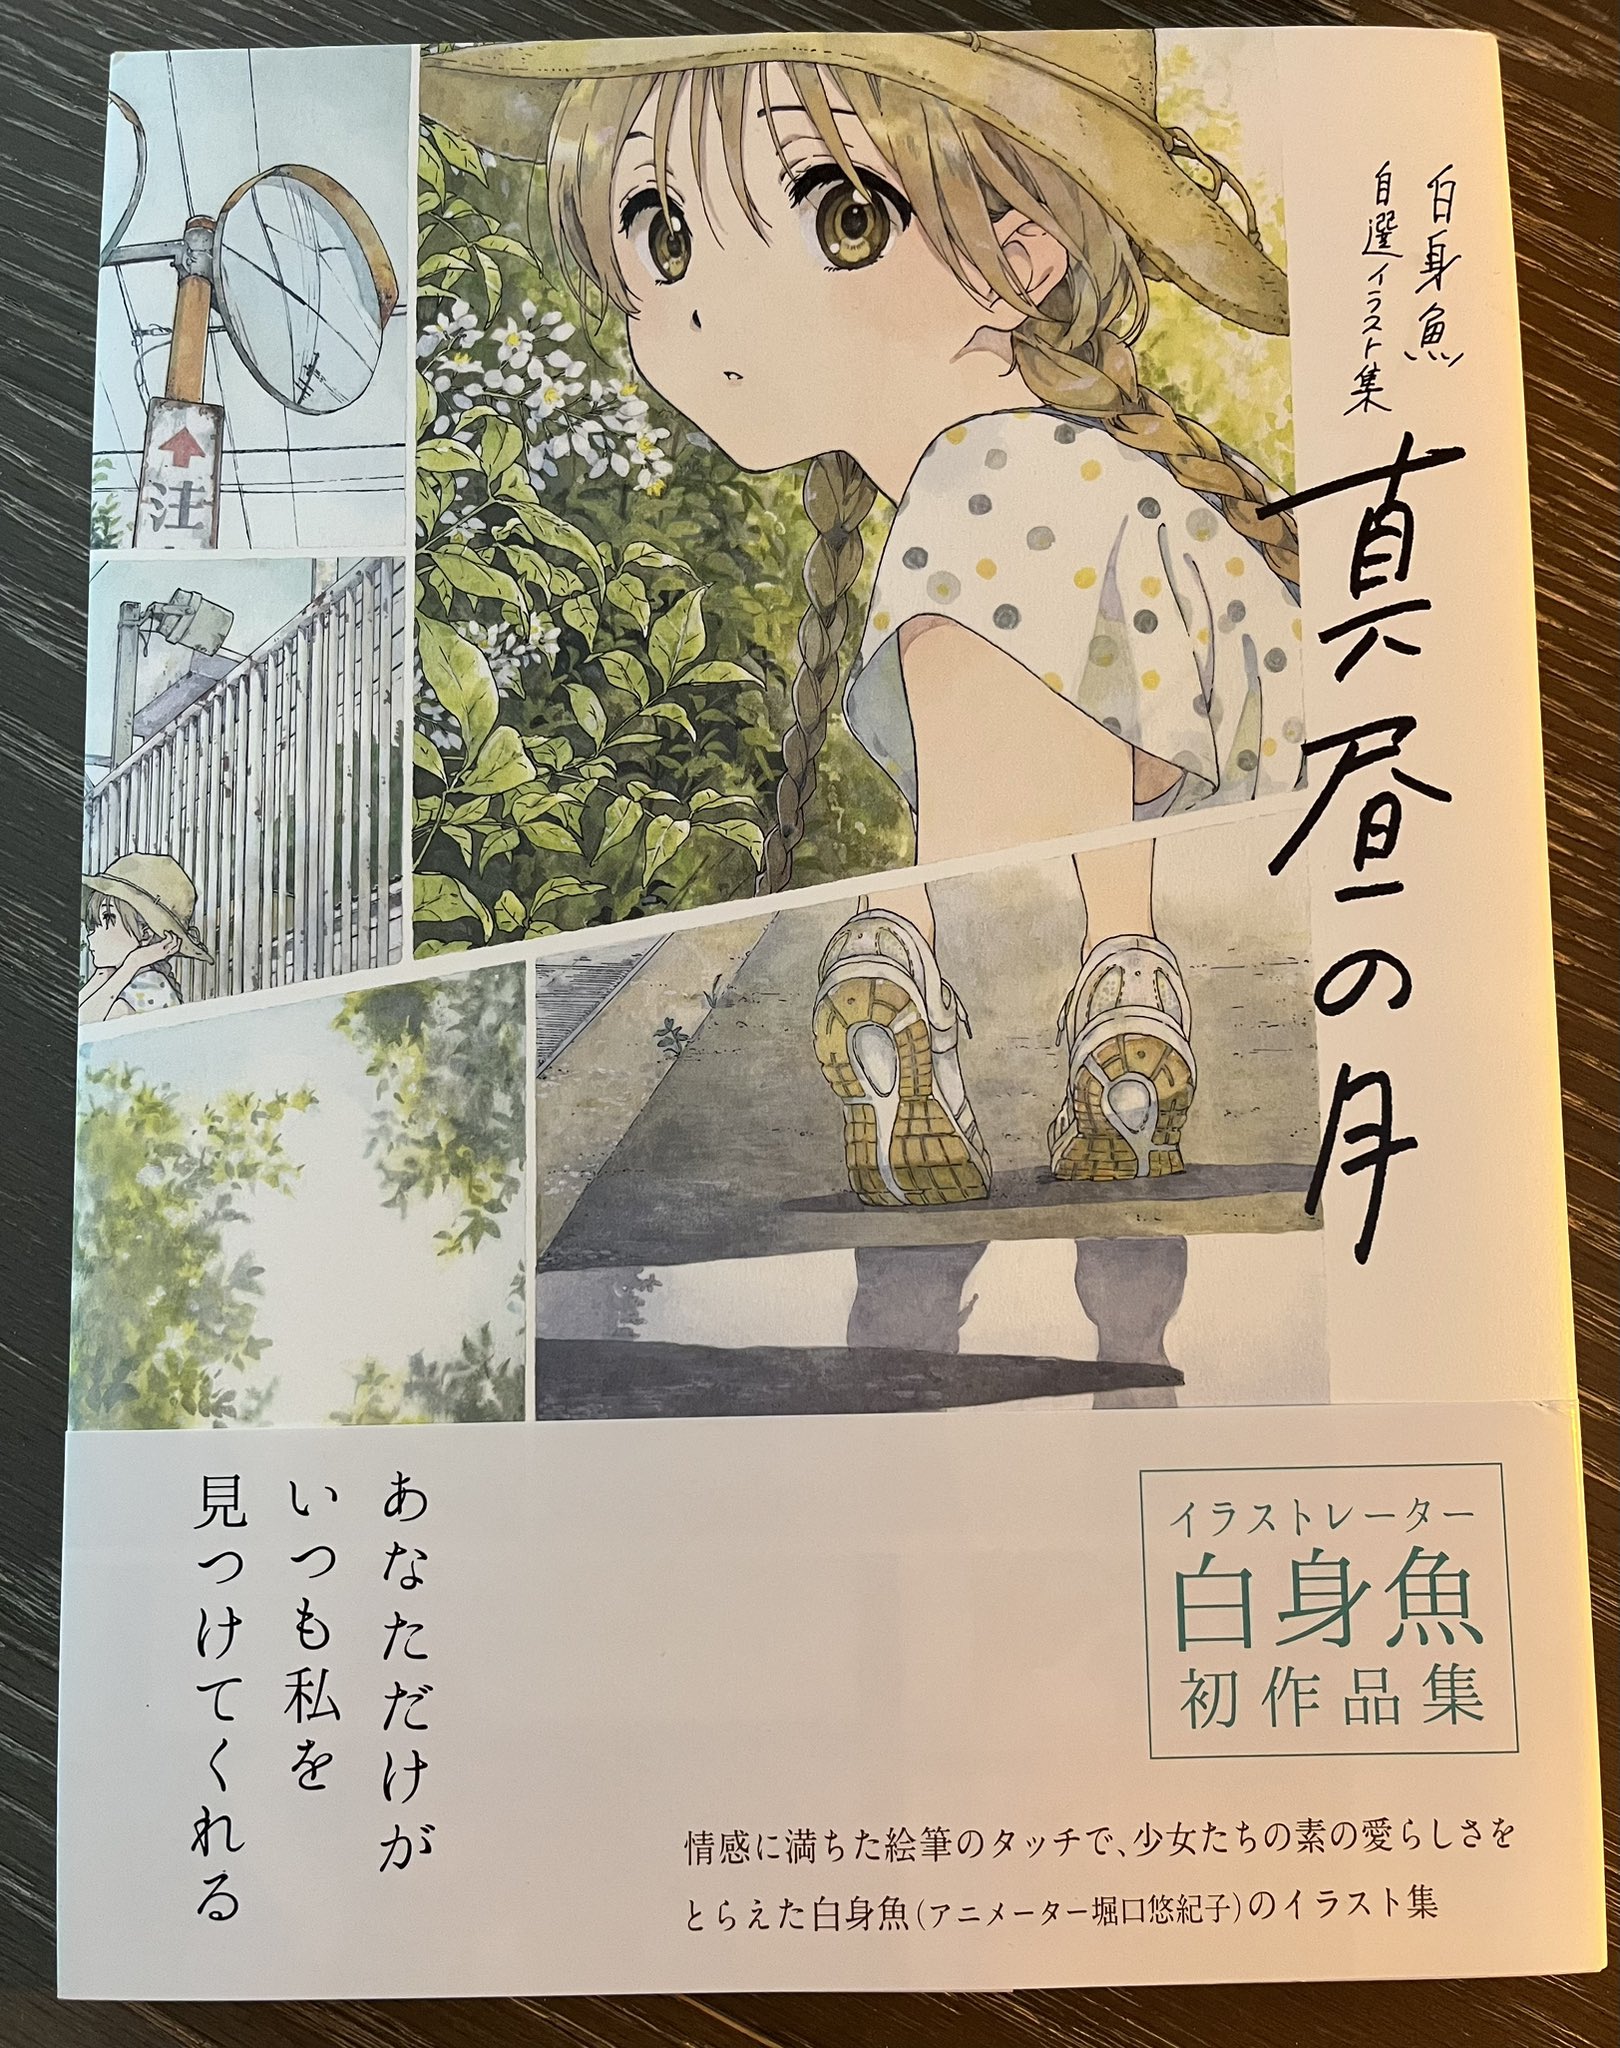 白身魚
自選イラスト集
真昼の月
注
あなただけが
いつも私を
見つけてくれる
イラストレーター
白身魚
初作品集
情感に満ちた絵筆のタッチで、少女たちの素の愛らしさを
とらえた白身魚(アニメーター堀口悠紀子)のイラスト集